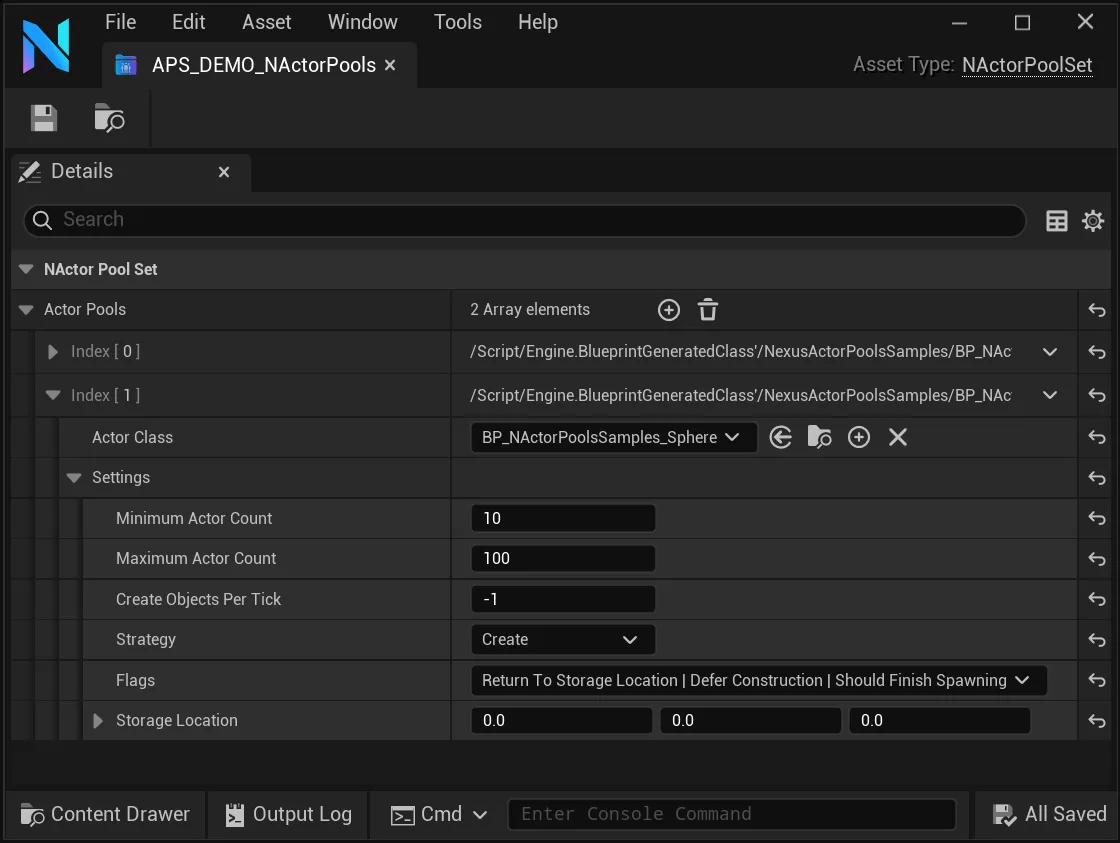 File Edit Asset Window Tools Help
APS_DEMO_NActorPools
Asset Type: NActorPoolSet
Details
Search
NActor Pool Set
Actor Pools 2 Array elements
Index [ 0 ] /Script/Engine.BlueprintGeneratedClass'/NexusActorPoolsSamples/BP_NAc
Index [ 1 ] /Script/Engine.BlueprintGeneratedClass'/NexusActorPoolsSamples/BP_NAc
Actor Class BP_NActorPoolsSamples_Sphere
Settings
Minimum Actor Count 10
Maximum Actor Count 100
Create Objects Per Tick -1
Strategy Create
Flags Return To Storage Location | Defer Construction | Should Finish Spawning
Storage Location 0.0 0.0 0.0
Content Drawer Output Log Cmd Enter Console Command All Saved